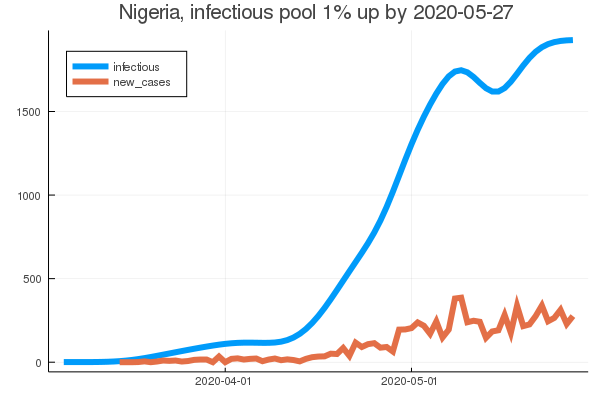 Nigeria, infectious pool 1% up by 2020-05-27
infectious
new_cases
1500
1000
500
0
2020-04-01
2020-05-01